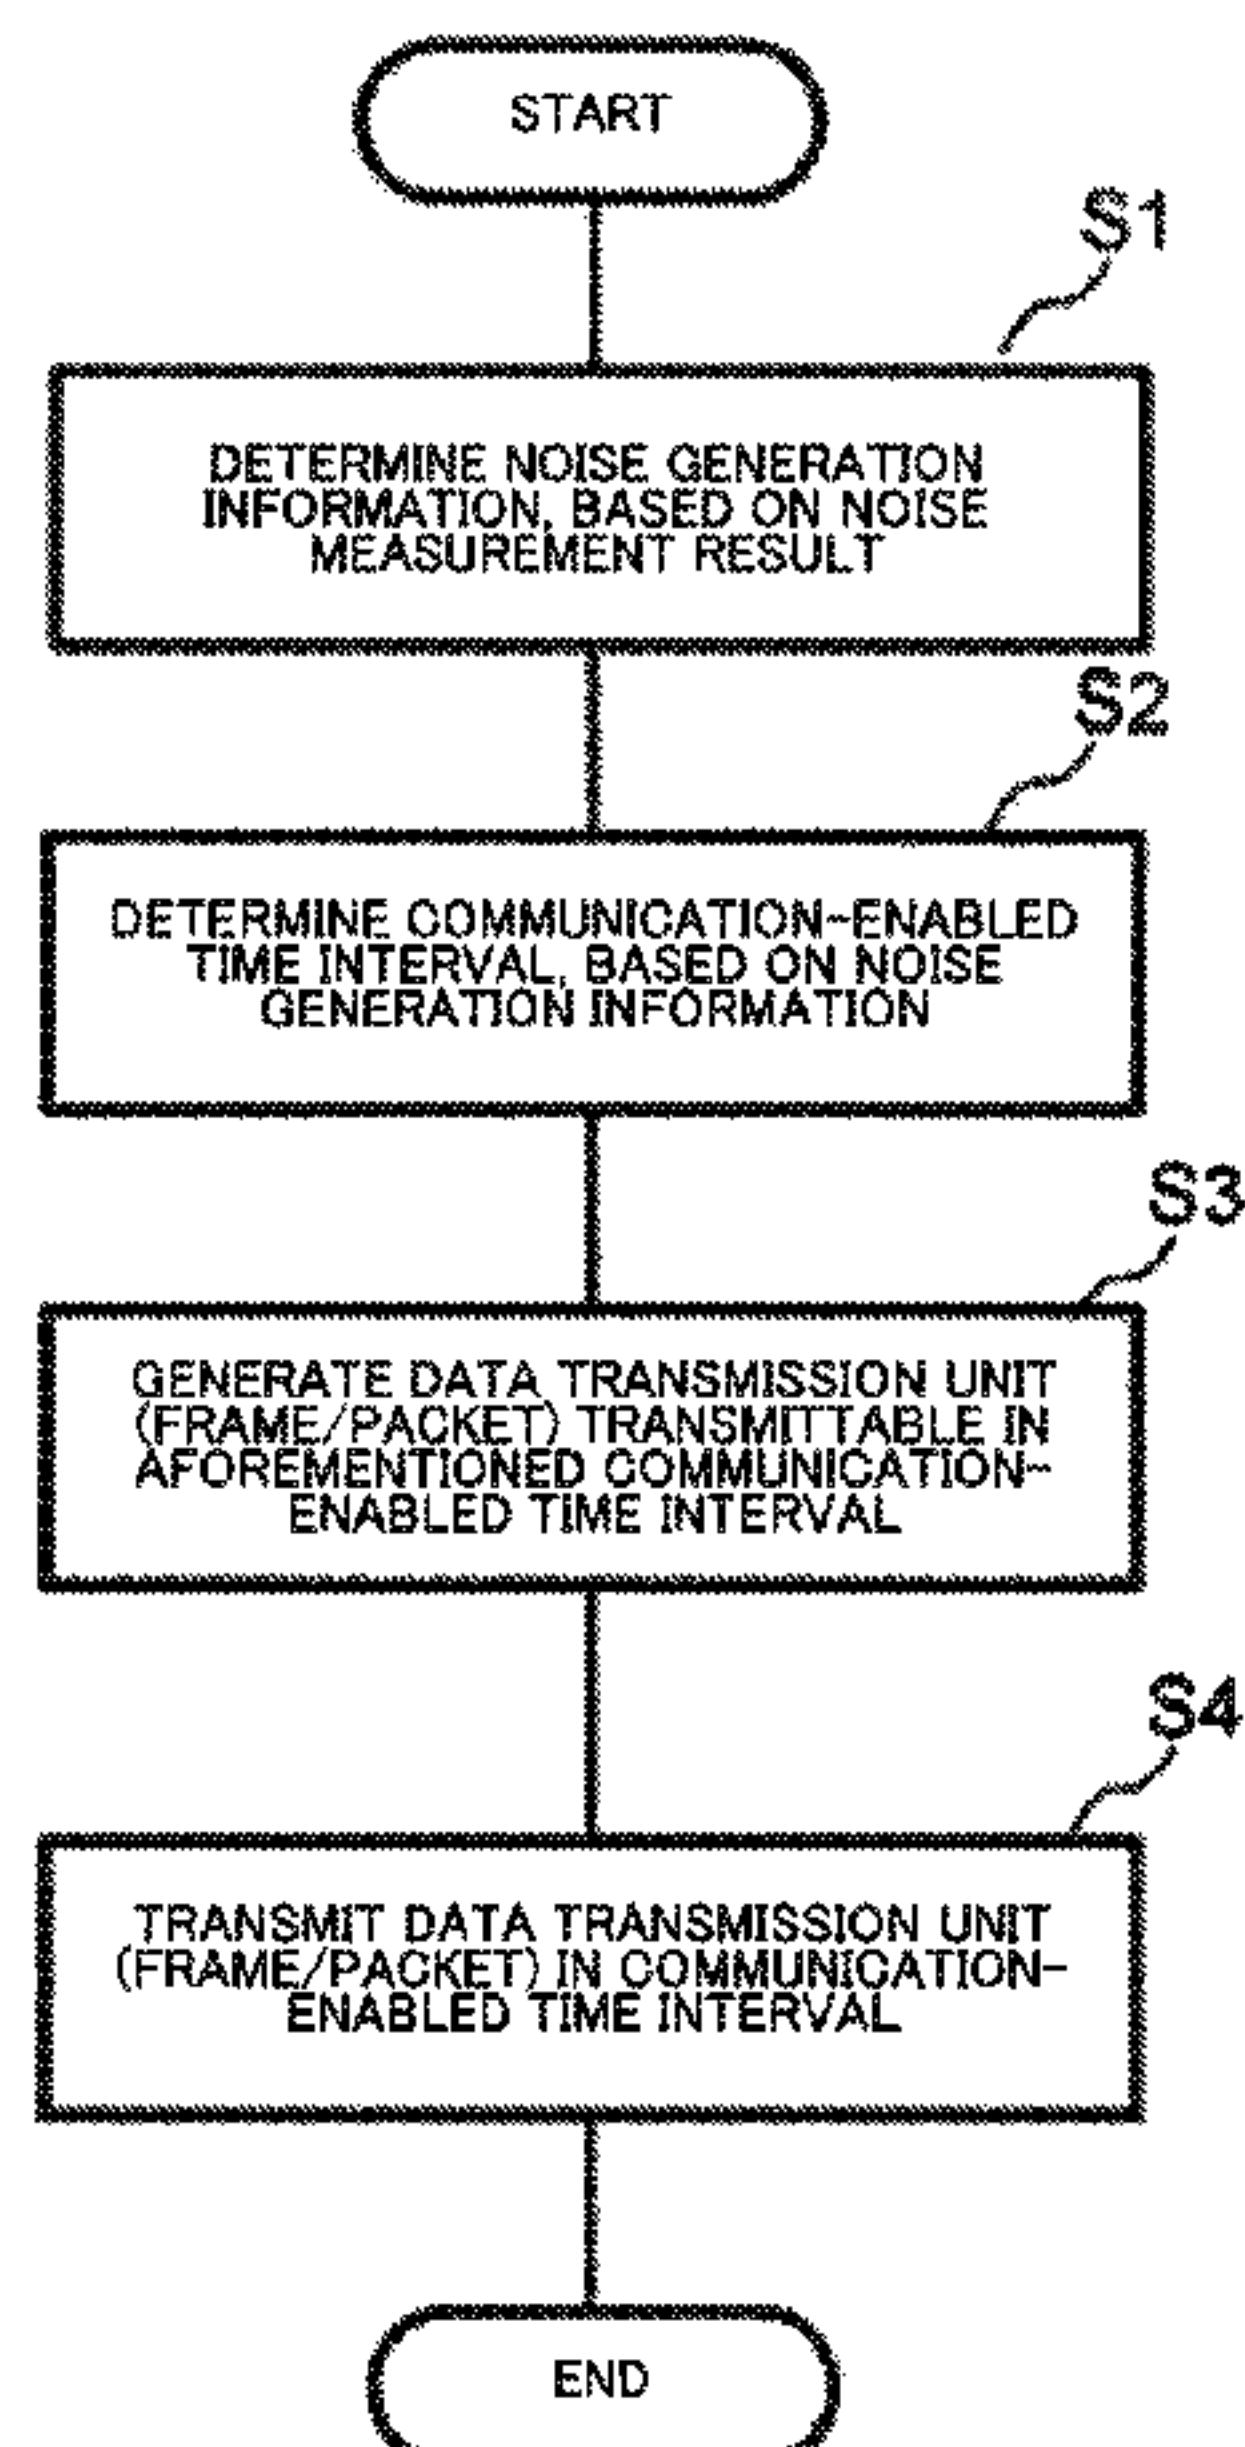 START
S1
DETERMINE NOISE GENERATION
INFORMATION, BASED ON NOISE
MEASUREMENT RESULT
S2
DETERMINE COMMUNICATION-ENABLED
TIME INTERVAL, BASED ON NOISE
GENERATION INFORMATION
S3
GENERATE DATA TRANSMISSION UNIT
(FRAME/PACKET) TRANSMITTABLE IN
AFOREMENTIONED COMMUNICATION-
ENABLED TIME INTERVAL
S4
TRANSMIT DATA TRANSMISSION UNIT
(FRAME/PACKET) IN COMMUNICATION-
ENABLED TIME INTERVAL
END